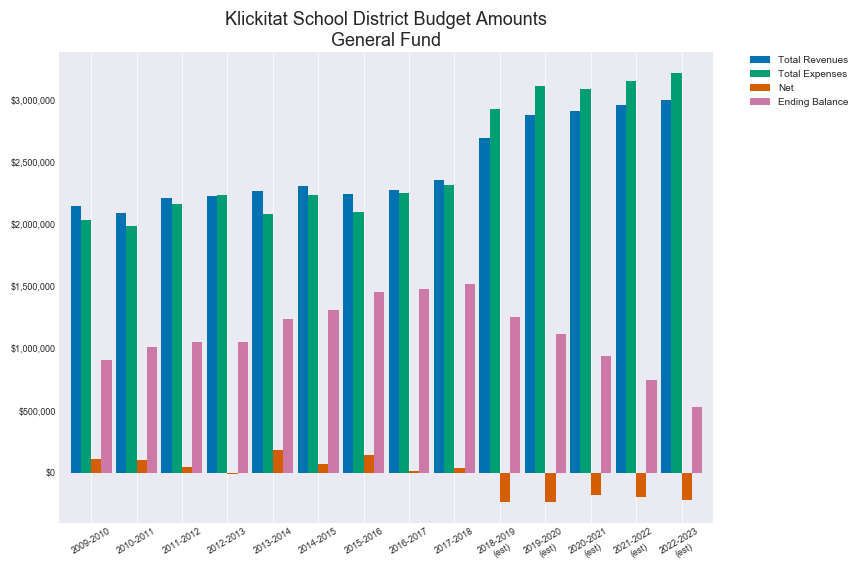 Klickitat School District Budget Amounts
General Fund
Total Revenues
Total Expenses
Net
Ending Balance
$3,000,000
$2,500,000
$2,000,000
$1,500,000
$1,000,000
$500,000
$0
2009-2010
2010-2011
2011-2012
2012-2013
2013-2014
2014-2015
2015-2016
2016-2017
2017-2018
2018-2019
(est)
2019-2020
(est)
2020-2021
(est)
2021-2022
(est)
2022-2023
(est)